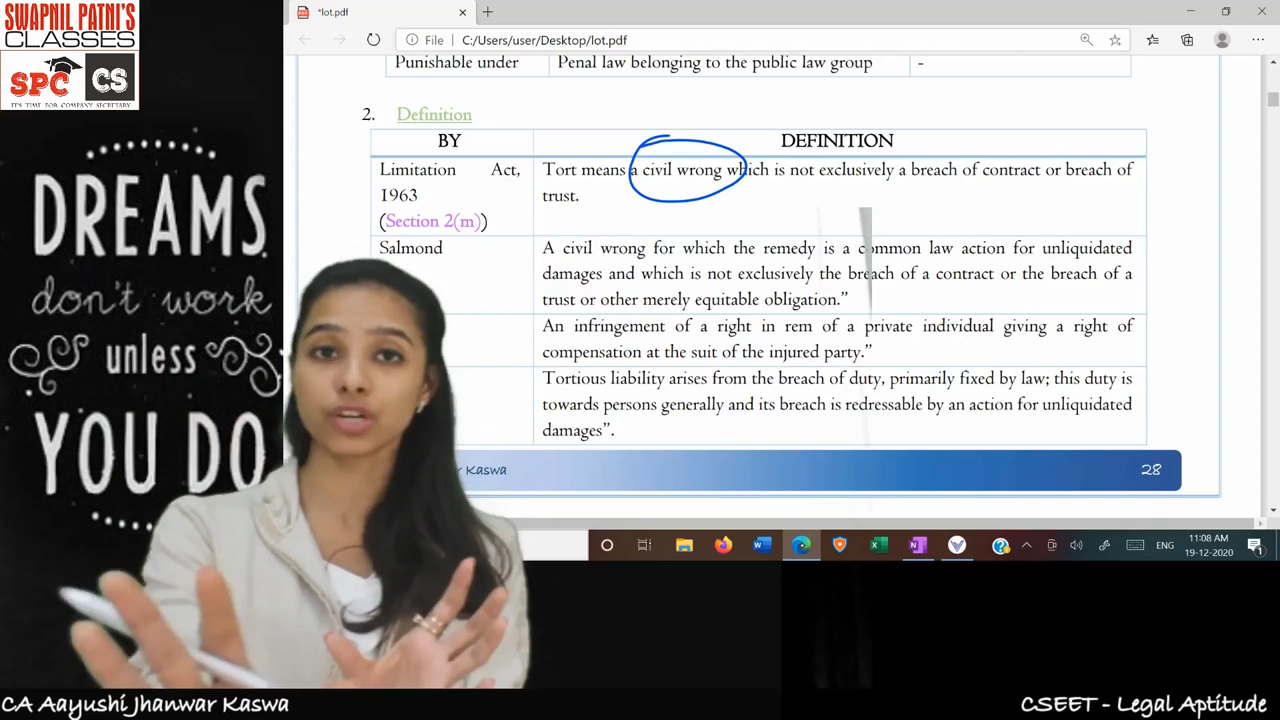 SWAPNIL PATNI'S
CLASSES
SPC CS
IT'S TIME FOR COMPANY SECRETARY
DREAMS
don't work
unless
YOU DO
*lot.pdf
File C:/Users/user/Desktop/lot.pdf
Punishable under Penal law belonging to the public law group -
2. Definition
BY DEFINITION
Limitation Act, Tort means a civil wrong which is not exclusively a breach of contract or breach of
1963 trust.
(Section 2(m))
Salmond A civil wrong for which the remedy is a common law action for unliquidated
damages and which is not exclusively the breach of a contract or the breach of a
trust or other merely equitable obligation.”
An infringement of a right in rem of a private individual giving a right of
compensation at the suit of the injured party.”
Tortious liability arises from the breach of duty, primarily fixed by law; this duty is
towards persons generally and its breach is redressable by an action for unliquidated
damages”.
Kaswa 28
ENG 11:08 AM
19-12-2020
CA Aayushi Jhanwar Kaswa CSEET - Legal Aptitude